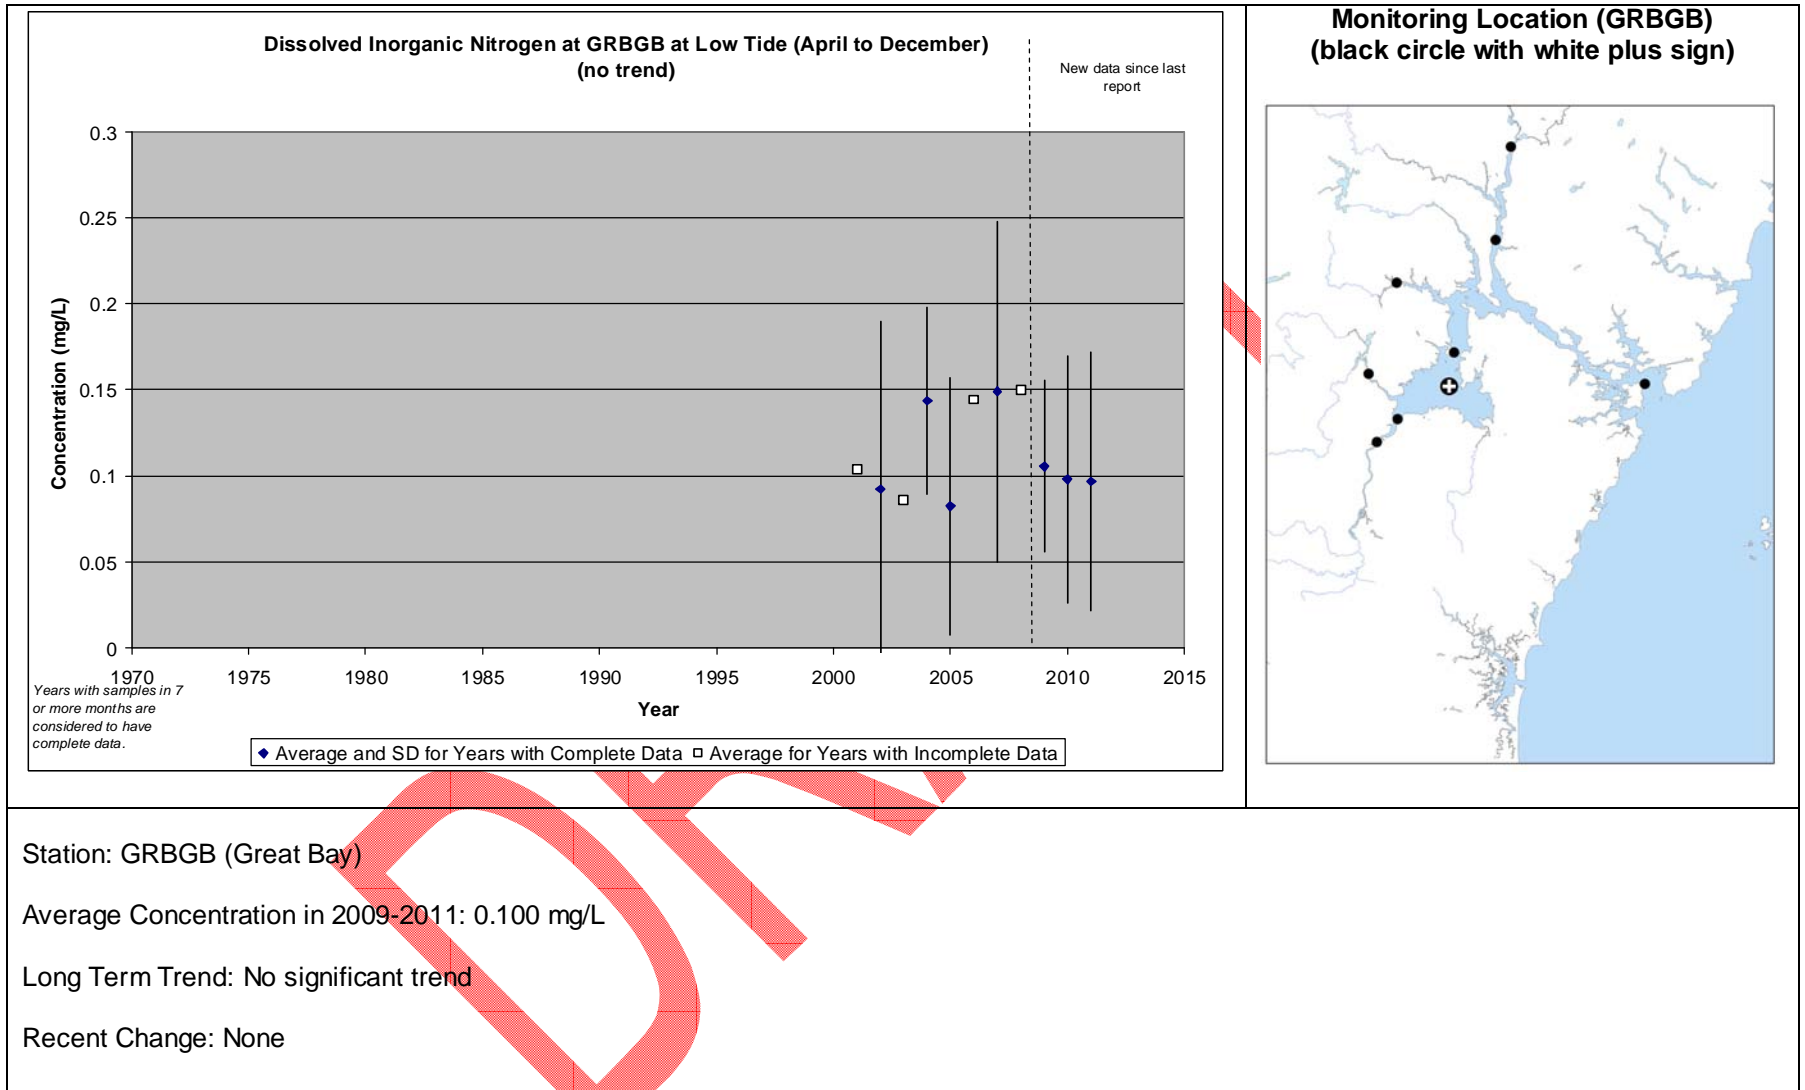 Dissolved Inorganic Nitrogen at GRBGB at Low Tide (April to December)
(no trend)
New data since last
report
0.3
0.25
0.2
0.15
0.1
0.05
0
Concentration (mg/L)
1970 1975 1980 1985 1990 1995 2000 2005 2010 2015
Year
Years with samples in 7
or more months are
considered to have
complete data.
Average and SD for Years with Complete Data Average for Years with Incomplete Data
Monitoring Location (GRBGB)
(black circle with white plus sign)
Station: GRBGB (Great Bay)
Average Concentration in 2009-2011: 0.100 mg/L
Long Term Trend: No significant trend
Recent Change: None